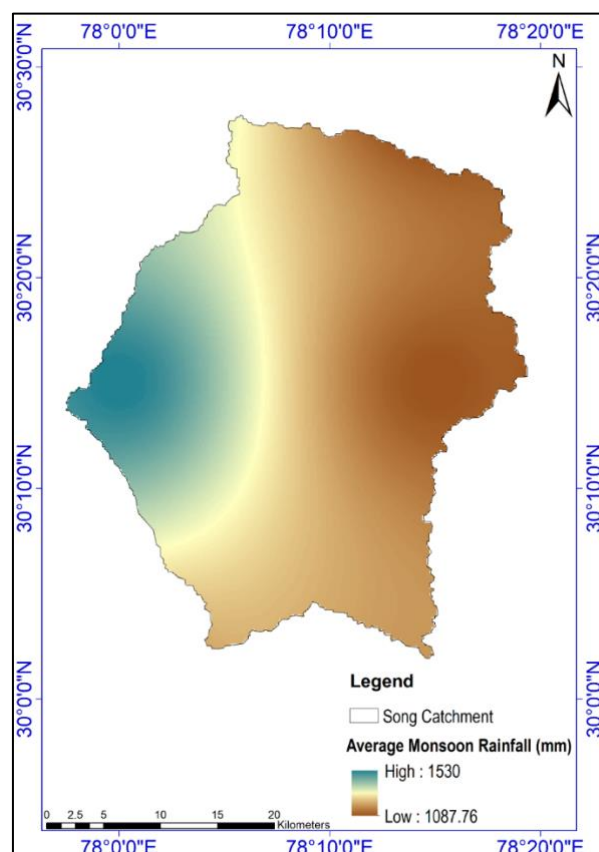 78°0'0"E 78°10'0"E 78°20'0"E
30°30'0"N
30°30'0"N
N
30°20'0"N
30°20'0"N
30°10'0"N
30°10'0"N
30°0'0"N
30°0'0"N
Legend
Song Catchment
Average Monsoon Rainfall (mm)
High : 1530
Low : 1087.76
0 2.5 5 10 15 20
Kilometers
78°0'0"E 78°10'0"E 78°20'0"E